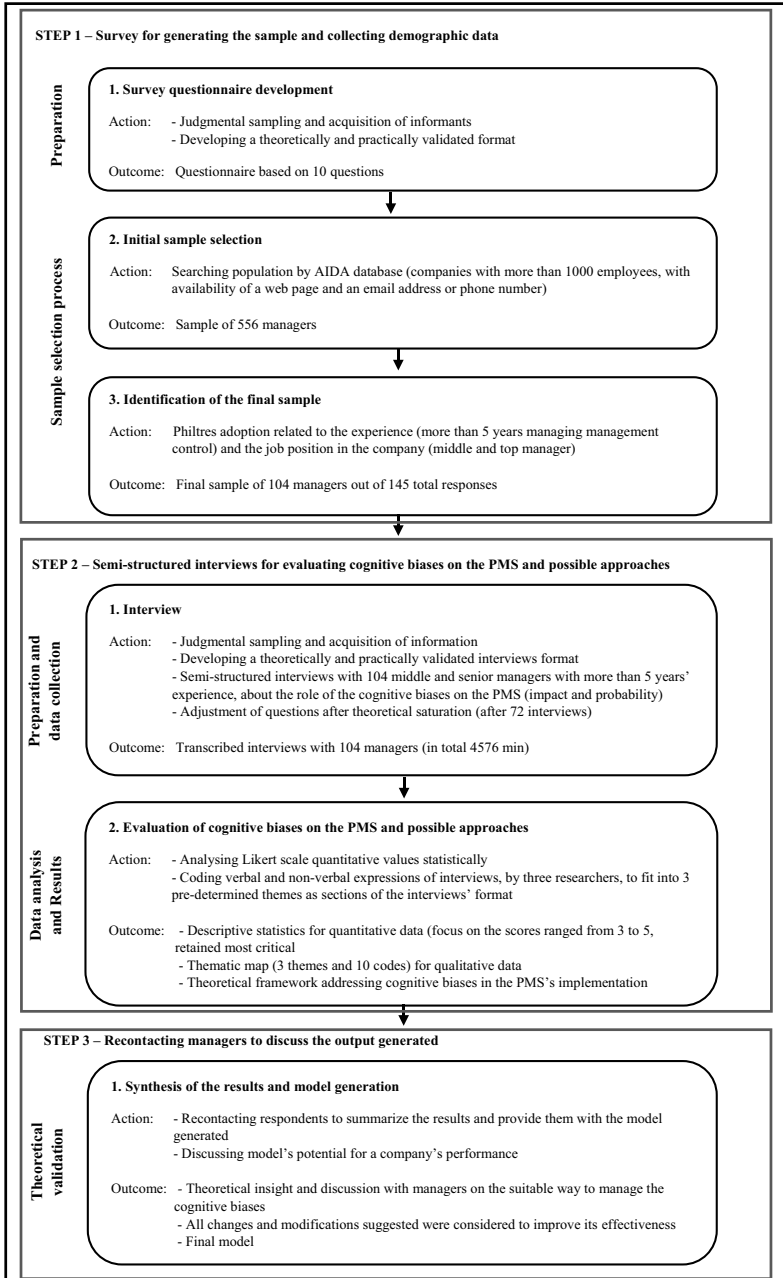 STEP 1 – Survey for generating the sample and collecting demographic data
Preparation
1. Survey questionnaire development
Action: - Judgmental sampling and acquisition of informants
- Developing a theoretically and practically validated format
Outcome: Questionnaire based on 10 questions
Sample selection process
2. Initial sample selection
Action: Searching population by AIDA database (companies with more than 1000 employees, with
availability of a web page and an email address or phone number)
Outcome: Sample of 556 managers
3. Identification of the final sample
Action: Philtres adoption related to the experience (more than 5 years managing management
control) and the job position in the company (middle and top manager)
Outcome: Final sample of 104 managers out of 145 total responses
STEP 2 – Semi-structured interviews for evaluating cognitive biases on the PMS and possible approaches
Preparation and
data collection
1. Interview
Action: - Judgmental sampling and acquisition of information
- Developing a theoretically and practically validated interviews format
- Semi-structured interviews with 104 middle and senior managers with more than 5 years’
experience, about the role of the cognitive biases on the PMS (impact and probability)
- Adjustment of questions after theoretical saturation (after 72 interviews)
Outcome: Transcribed interviews with 104 managers (in total 4576 min)
Data analysis
and Results
2. Evaluation of cognitive biases on the PMS and possible approaches
Action: - Analysing Likert scale quantitative values statistically
- Coding verbal and non-verbal expressions of interviews, by three researchers, to fit into 3
pre-determined themes as sections of the interviews’ format
Outcome: - Descriptive statistics for quantitative data (focus on the scores ranged from 3 to 5,
retained most critical
- Thematic map (3 themes and 10 codes) for qualitative data
- Theoretical framework addressing cognitive biases in the PMS’s implementation
STEP 3 – Recontacting managers to discuss the output generated
Theoretical
validation
1. Synthesis of the results and model generation
Action: - Recontacting respondents to summarize the results and provide them with the model
generated
- Discussing model’s potential for a company’s performance
Outcome: - Theoretical insight and discussion with managers on the suitable way to manage the
cognitive biases
- All changes and modifications suggested were considered to improve its effectiveness
- Final model